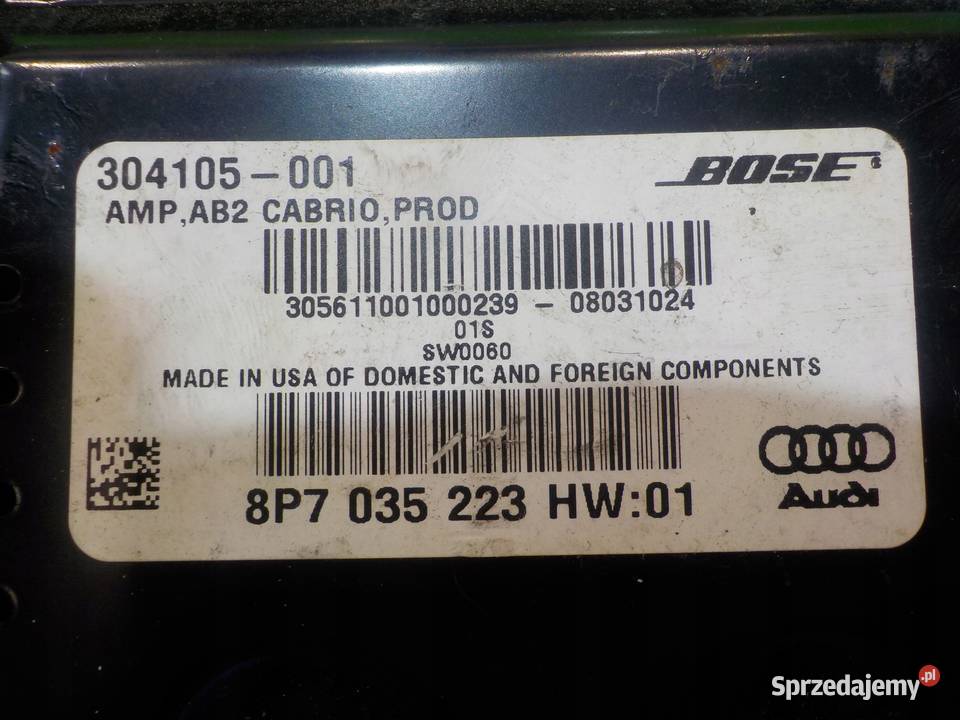 304105-001
BOSE
AMP,AB2 CABRIO,PROD
305611001000239 - 08031024
01S
SW0060
MADE IN USA OF DOMESTIC AND FOREIGN COMPONENTS
8P7 035 223 HW:01
Audi
Sprzedajemy.pl